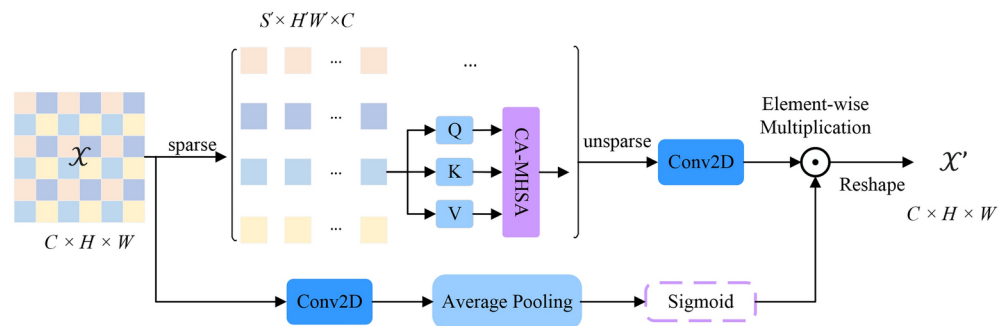 S' × H'W' × C
...
...
...
...
...
X
sparse
Q
K
V
CA-MHSA
unsparse
Conv2D
Element-wise
Multiplication
Reshape
X'
C × H × W
C × H × W
Conv2D
Average Pooling
Sigmoid